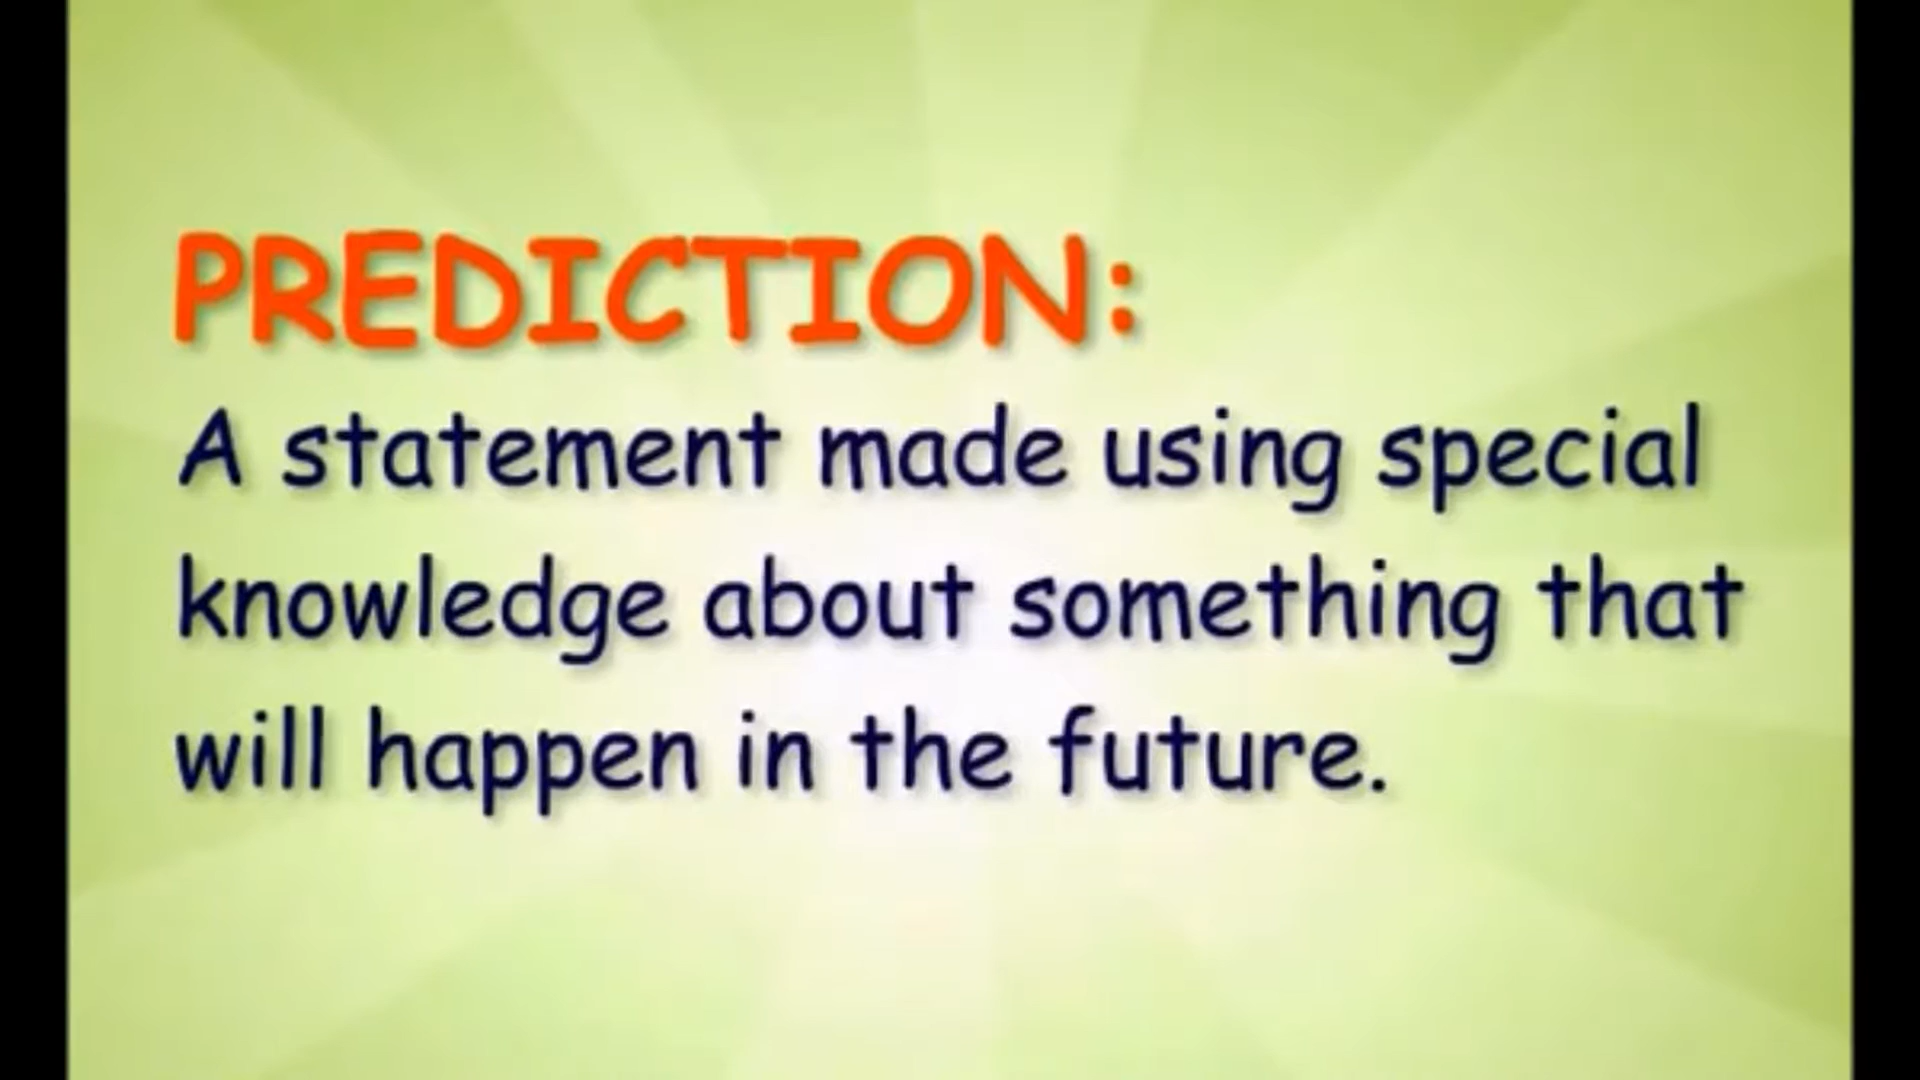 PREDICTION:
A statement made using special
knowledge about something that
will happen in the future.